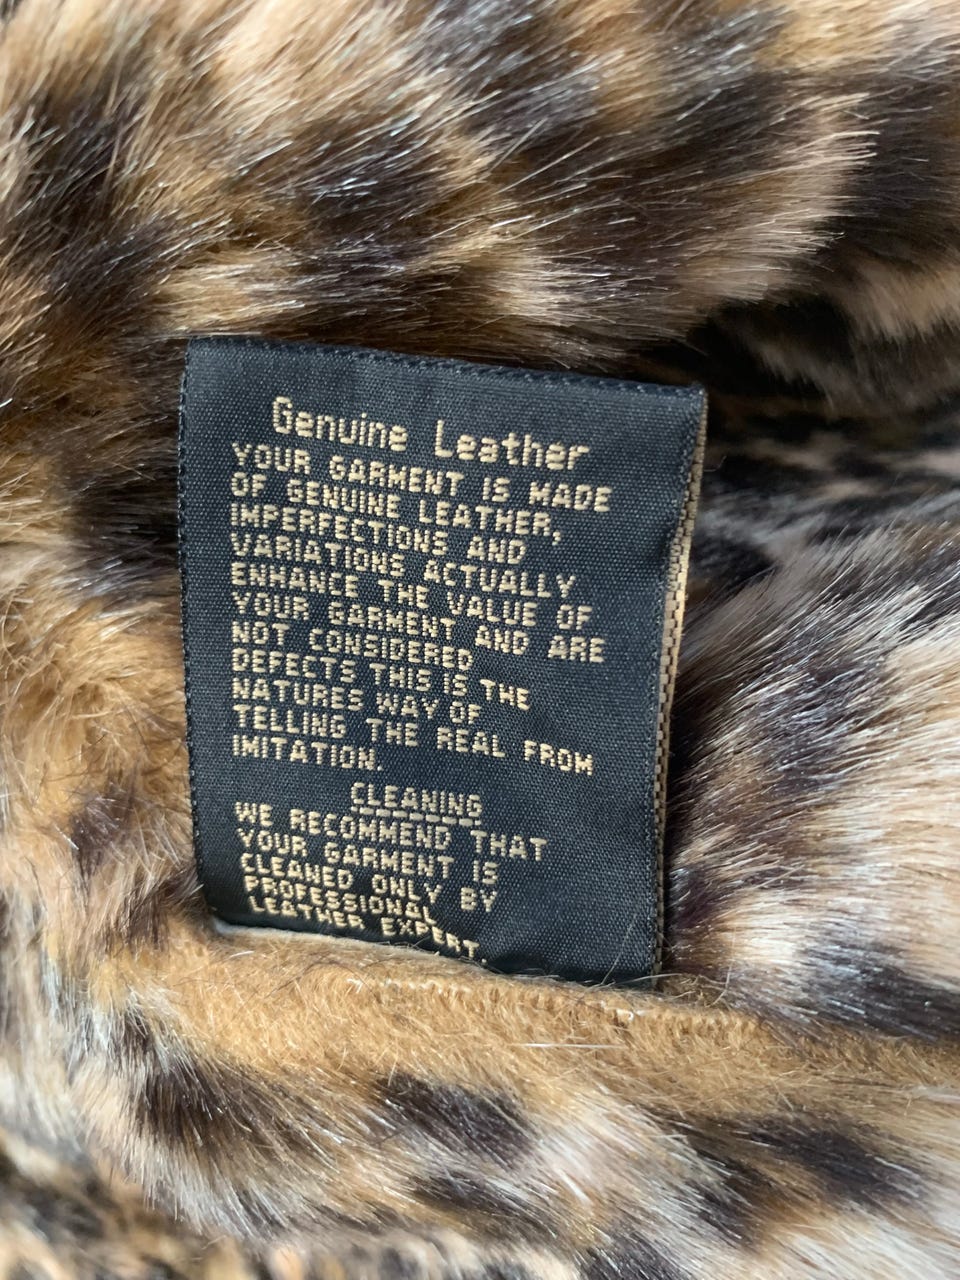 Genuine Leather
YOUR GARMENT IS MADE
OF GENUINE LEATHER,
IMPERFECTIONS AND
VARIATIONS ACTUALLY
ENHANCE THE VALUE OF
YOUR GARMENT AND ARE
NOT CONSIDERED
DEFECTS THIS IS THE
NATURES WAY OF
TELLING THE REAL FROM
IMITATION.
CLEANING
WE RECOMMEND THAT
YOUR GARMENT IS
CLEANED ONLY BY
PROFESSIONAL
LEATHER EXPERT.